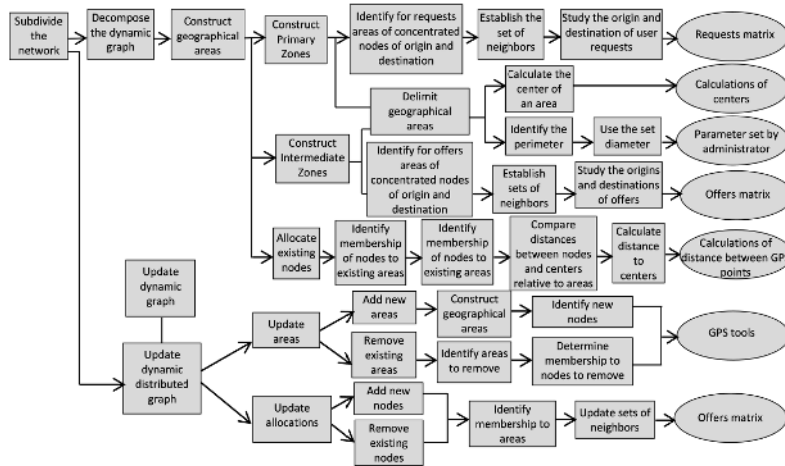 Subdivide
the
network
Decompose
the dynamic
graph
Construct
geographical
areas
Construct
Primary
Zones
Identify for requests
areas of
concentrated
nodes of origin and
destination
Establish the
set of
neighbors
Study the origin
and destination
of user
requests
Requests matrix
Delimit
geographical
areas
Calculate the
center of
an area
Calculations of
centers
Identify the
perimeter
Use the set
diameter
Parameter set by
administrator
Construct
Intermediate
Zones
Identify for offers
areas of
concentrated nodes
of origin and
destination
Establish
sets of
neighbors
Study the origins
and destinations
of offers
Offers matrix
Allocate
existing
nodes
Identify
membership
of nodes to
existing areas
Identify
membership
of nodes to
existing areas
Compare
distances
between nodes
and centers
relative to areas
Calculate
distance
to
centers
Calculations of
distance between GP
points
Update
dynamic
graph
Update
dynamic
distributed
graph
Update
areas
Add new
areas
Construct
geographical
areas
Identify new
nodes
GPS tools
Remove
existing
areas
Identify areas
to remove
Determine
membership to
nodes to remove
Update
allocations
Add new
nodes
Remove
existing
nodes
Identify
membership to
areas
Update sets of
neighbors
Offers matrix